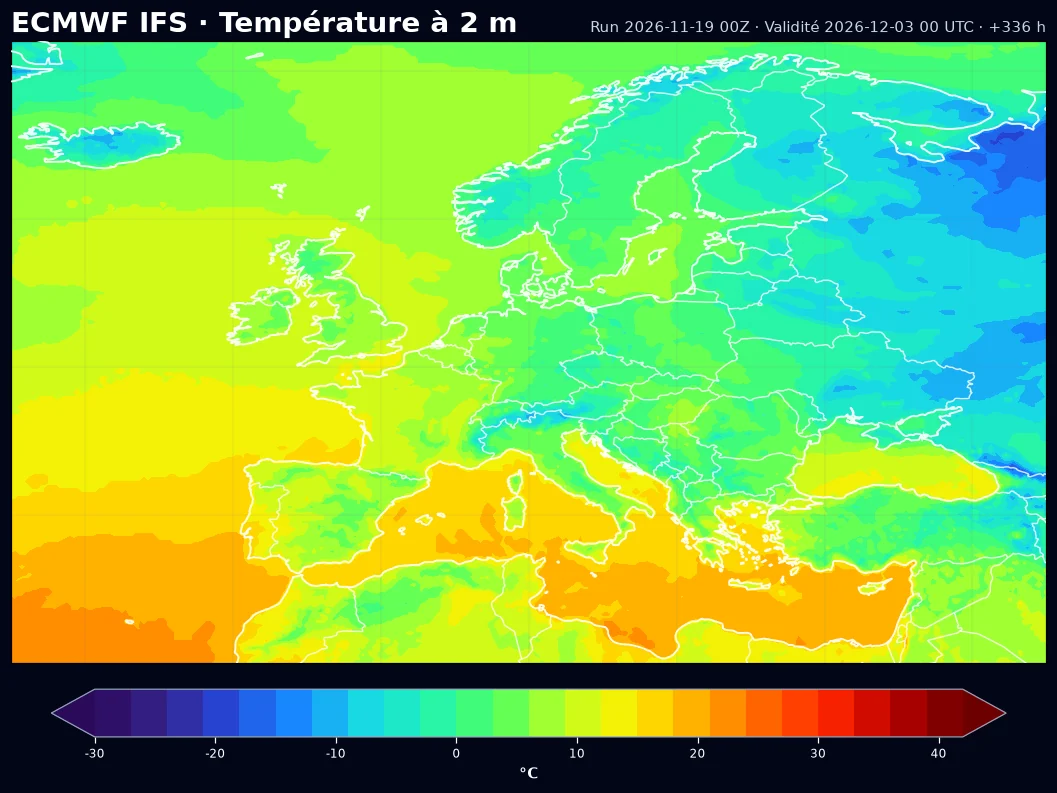 ECMWF IFS · Température à 2 m
Run 2026-11-19 00Z · Validité 2026-12-03 00 UTC · +336 h
-30 -20 -10 0 10 20 30 40
°C